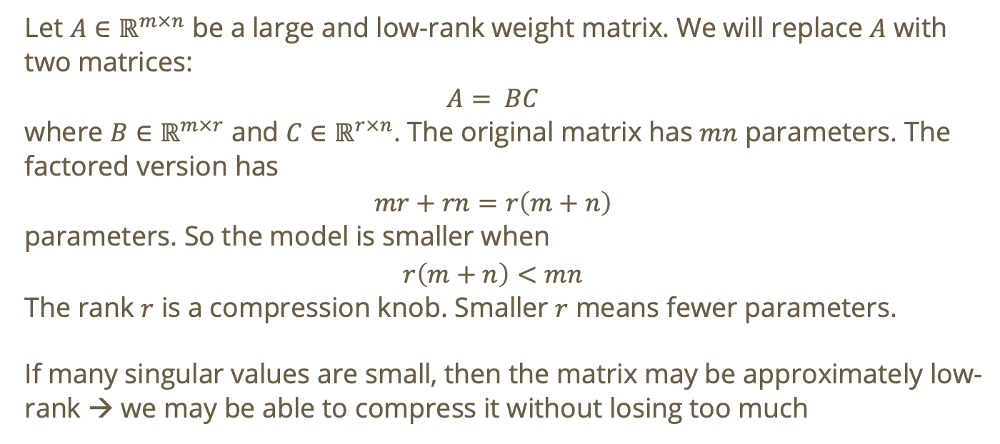 Let A ∈ ℝᵐˣⁿ be a large and low-rank weight matrix. We will replace A with
two matrices:
A = BC
where B ∈ ℝᵐˣʳ and C ∈ ℝʳˣⁿ. The original matrix has mn parameters. The
factored version has
mr + rn = r(m + n)
parameters. So the model is smaller when
r(m + n) < mn
The rank r is a compression knob. Smaller r means fewer parameters.
If many singular values are small, then the matrix may be approximately low-
rank → we may be able to compress it without losing too much